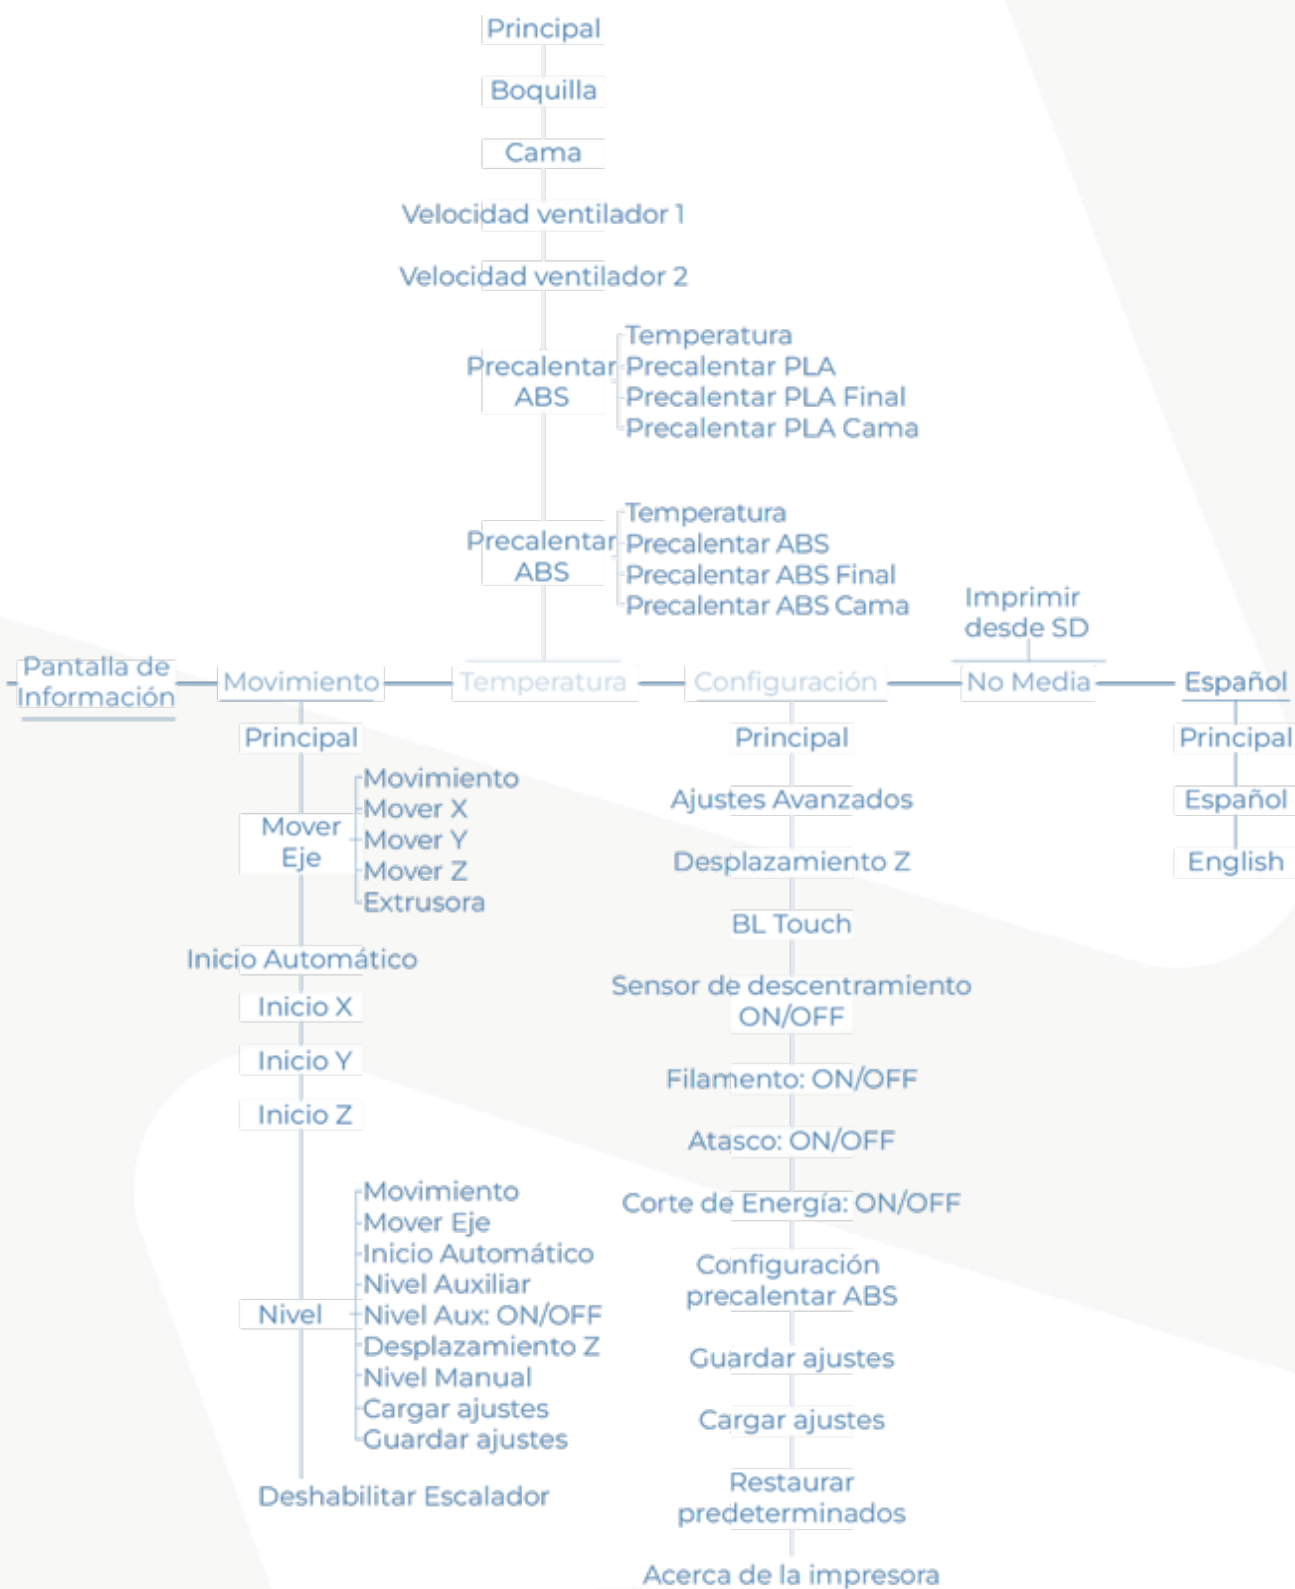 Principal
Boquilla
Cama
Velocidad ventilador 1
Velocidad ventilador 2
Precalentar
ABS
Temperatura
Precalentar PLA
Precalentar PLA Final
Precalentar PLA Cama
Precalentar
ABS
Temperatura
Precalentar ABS
Precalentar ABS Final
Precalentar ABS Cama
Imprimir
desde SD
Pantalla de
Información
Movimiento
Temperatura
Configuración
No Media
Español
Principal
Mover
Eje
Movimiento
Mover X
Mover Y
Mover Z
Extrusora
Inicio Automático
Inicio X
Inicio Y
Inicio Z
Nivel
Movimiento
Mover Eje
Inicio Automático
Nivel Auxiliar
Nivel Aux: ON/OFF
Desplazamiento Z
Nivel Manual
Cargar ajustes
Guardar ajustes
Deshabilitar Escalador
Principal
Ajustes Avanzados
Desplazamiento Z
BL Touch
Sensor de descentramiento
ON/OFF
Filamento: ON/OFF
Atasco: ON/OFF
Corte de Energía: ON/OFF
Configuración
precalentar ABS
Guardar ajustes
Cargar ajustes
Restaurar
predeterminados
Acerca de la impresora
Principal
Español
English